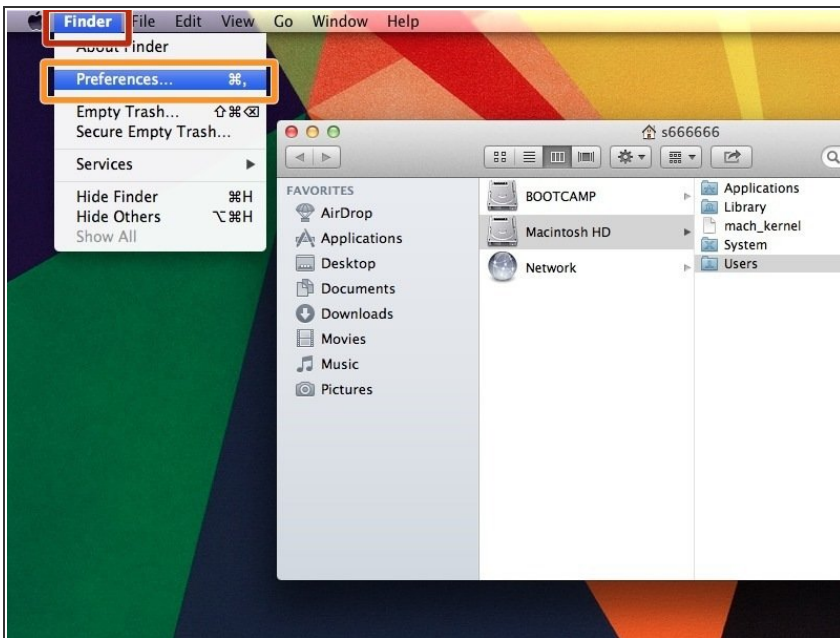 Finder File Edit View Go Window Help
About Finder
Preferences... ⌘,
Empty Trash... ⇧⌘⌫
Secure Empty Trash...
Services ▶
Hide Finder ⌘H
Hide Others ⌥⌘H
Show All
s666666
FAVORITES
AirDrop
Applications
Desktop
Documents
Downloads
Movies
Music
Pictures
BOOTCAMP
Macintosh HD
Network
Applications
Library
mach_kernel
System
Users